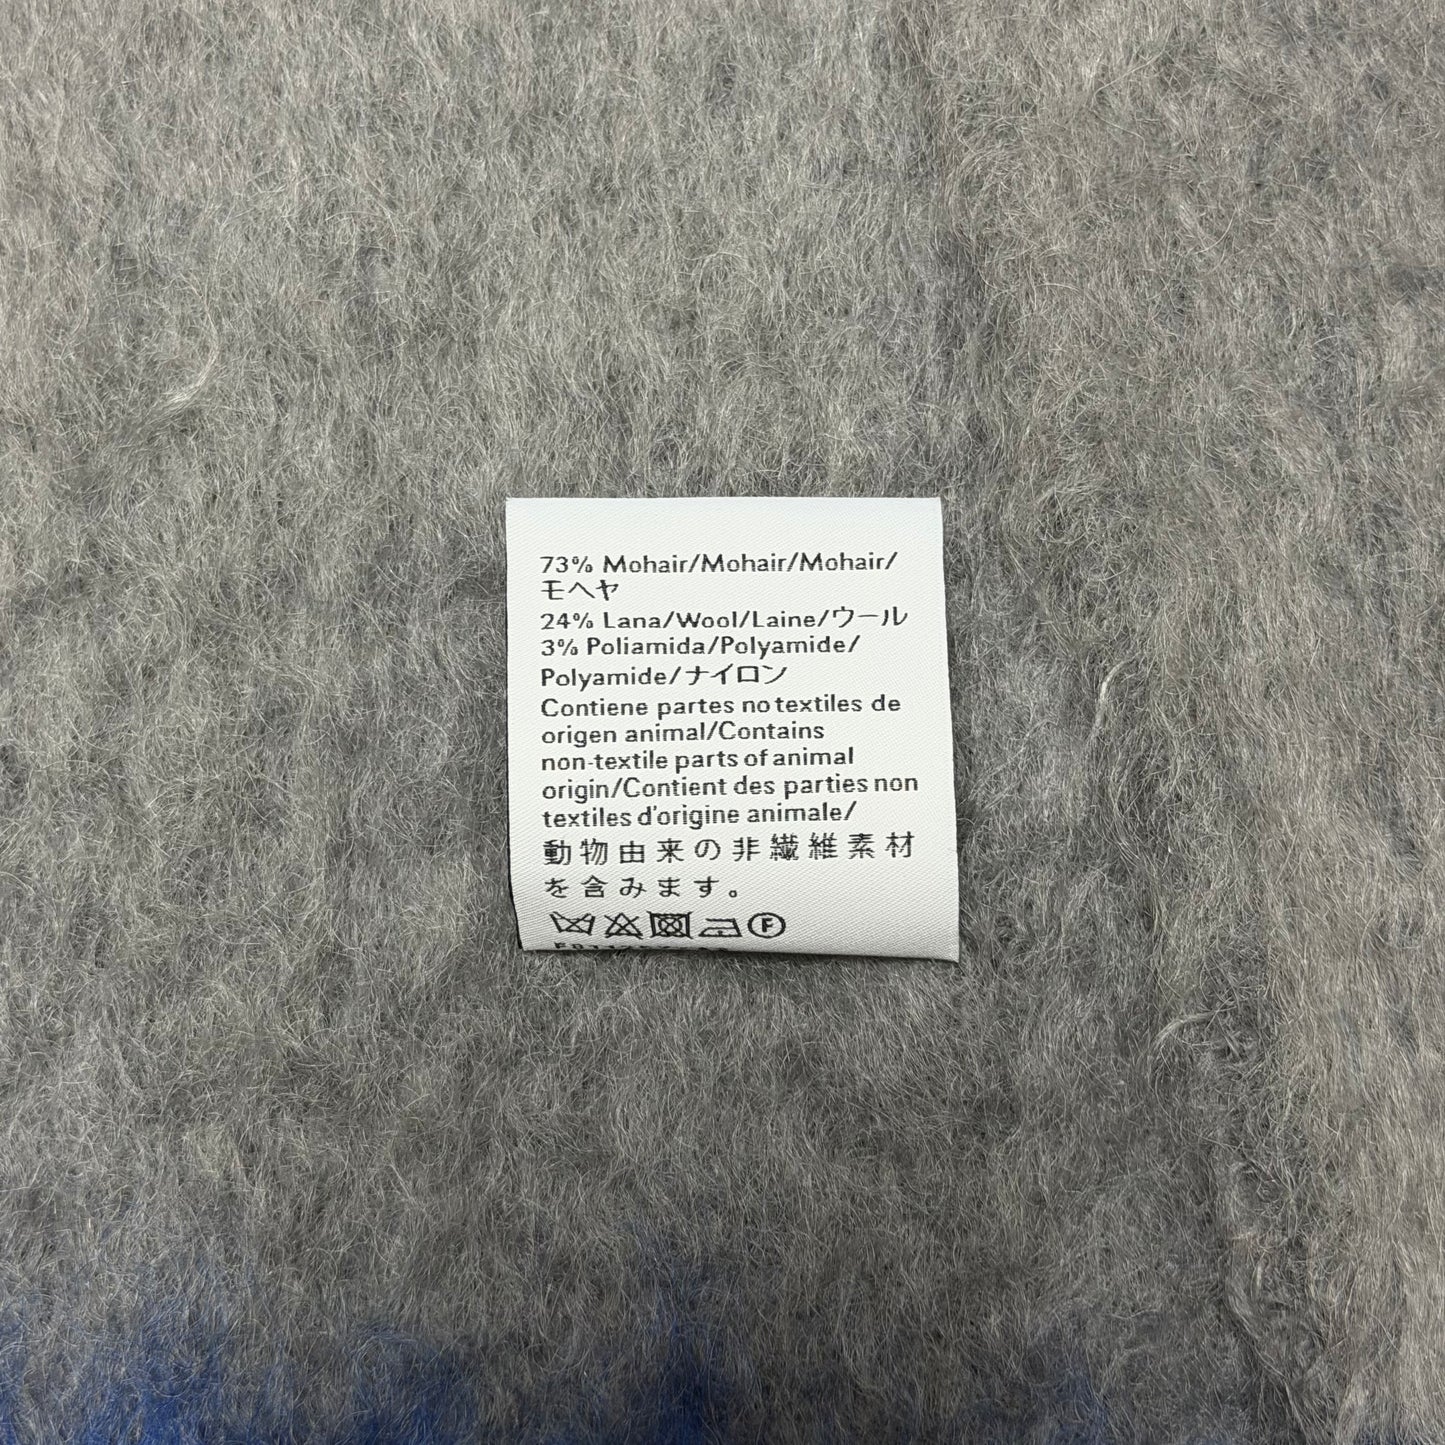 73% Mohair/Mohair/Mohair/
モヘヤ
24% Lana/Wool/Laine/ウール
3% Poliamida/Polyamide/
Polyamide/ナイロン
Contiene partes no textiles de
origen animal/Contains
non-textile parts of animal
origin/Contient des parties non
textiles d'origine animale/
動物由来の非繊維素材
を含みます。
F